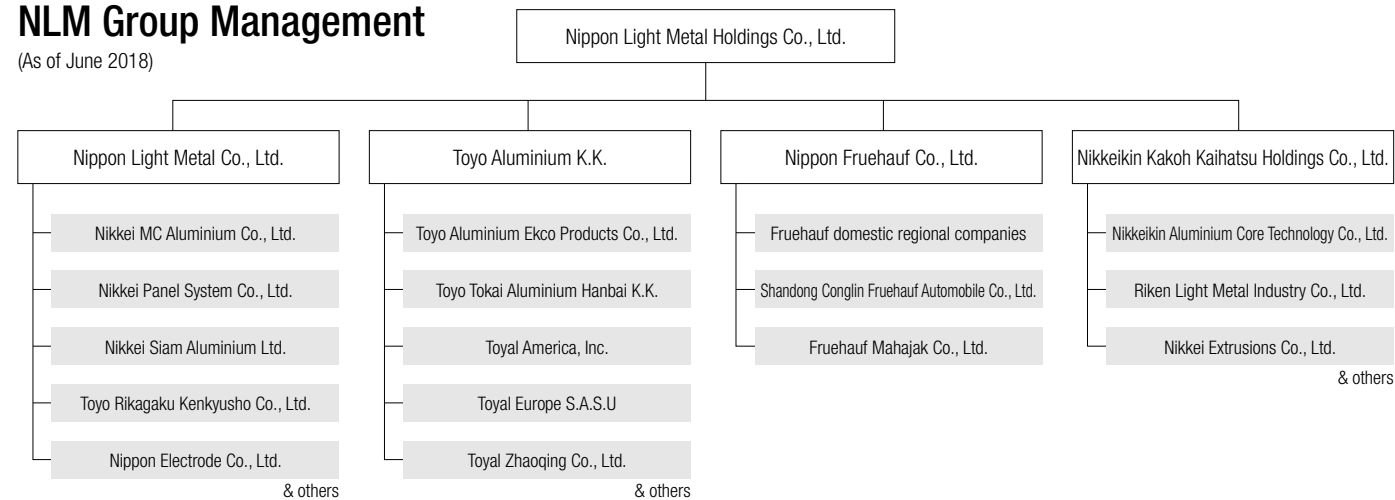 NLM Group Management
(As of June 2018)
Nippon Light Metal Holdings Co., Ltd.
Nippon Light Metal Co., Ltd.
Nikkei MC Aluminium Co., Ltd.
Nikkei Panel System Co., Ltd.
Nikkei Siam Aluminium Ltd.
Toyo Rikagaku Kenkyusho Co., Ltd.
Nippon Electrode Co., Ltd.
& others
Toyo Aluminium K.K.
Toyo Aluminium Ekco Products Co., Ltd.
Toyo Tokai Aluminium Hanbai K.K.
Toyal America, Inc.
Toyal Europe S.A.S.U
Toyal Zhaoqing Co., Ltd.
& others
Nippon Fruehauf Co., Ltd.
Fruehauf domestic regional companies
Shandong Conglin Fruehauf Automobile Co., Ltd.
Fruehauf Mahajak Co., Ltd.
Nikkeikin Kakoh Kaihatsu Holdings Co., Ltd.
Nikkeikin Aluminium Core Technology Co., Ltd.
Riken Light Metal Industry Co., Ltd.
Nikkei Extrusions Co., Ltd.
& others